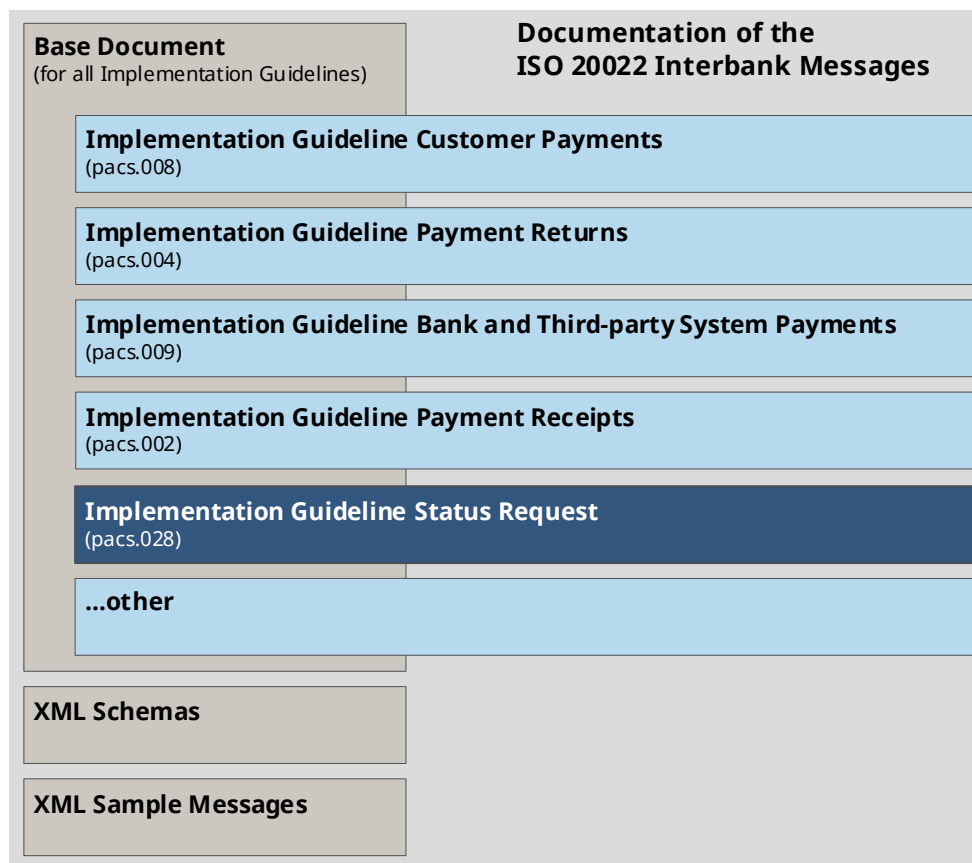 Documentation of the
ISO 20022 Interbank Messages
Base Document
(for all Implementation Guidelines)
Implementation Guideline Customer Payments
(pacs.008)
Implementation Guideline Payment Returns
(pacs.004)
Implementation Guideline Bank and Third-party System Payments
(pacs.009)
Implementation Guideline Payment Receipts
(pacs.002)
Implementation Guideline Status Request
(pacs.028)
...other
XML Schemas
XML Sample Messages